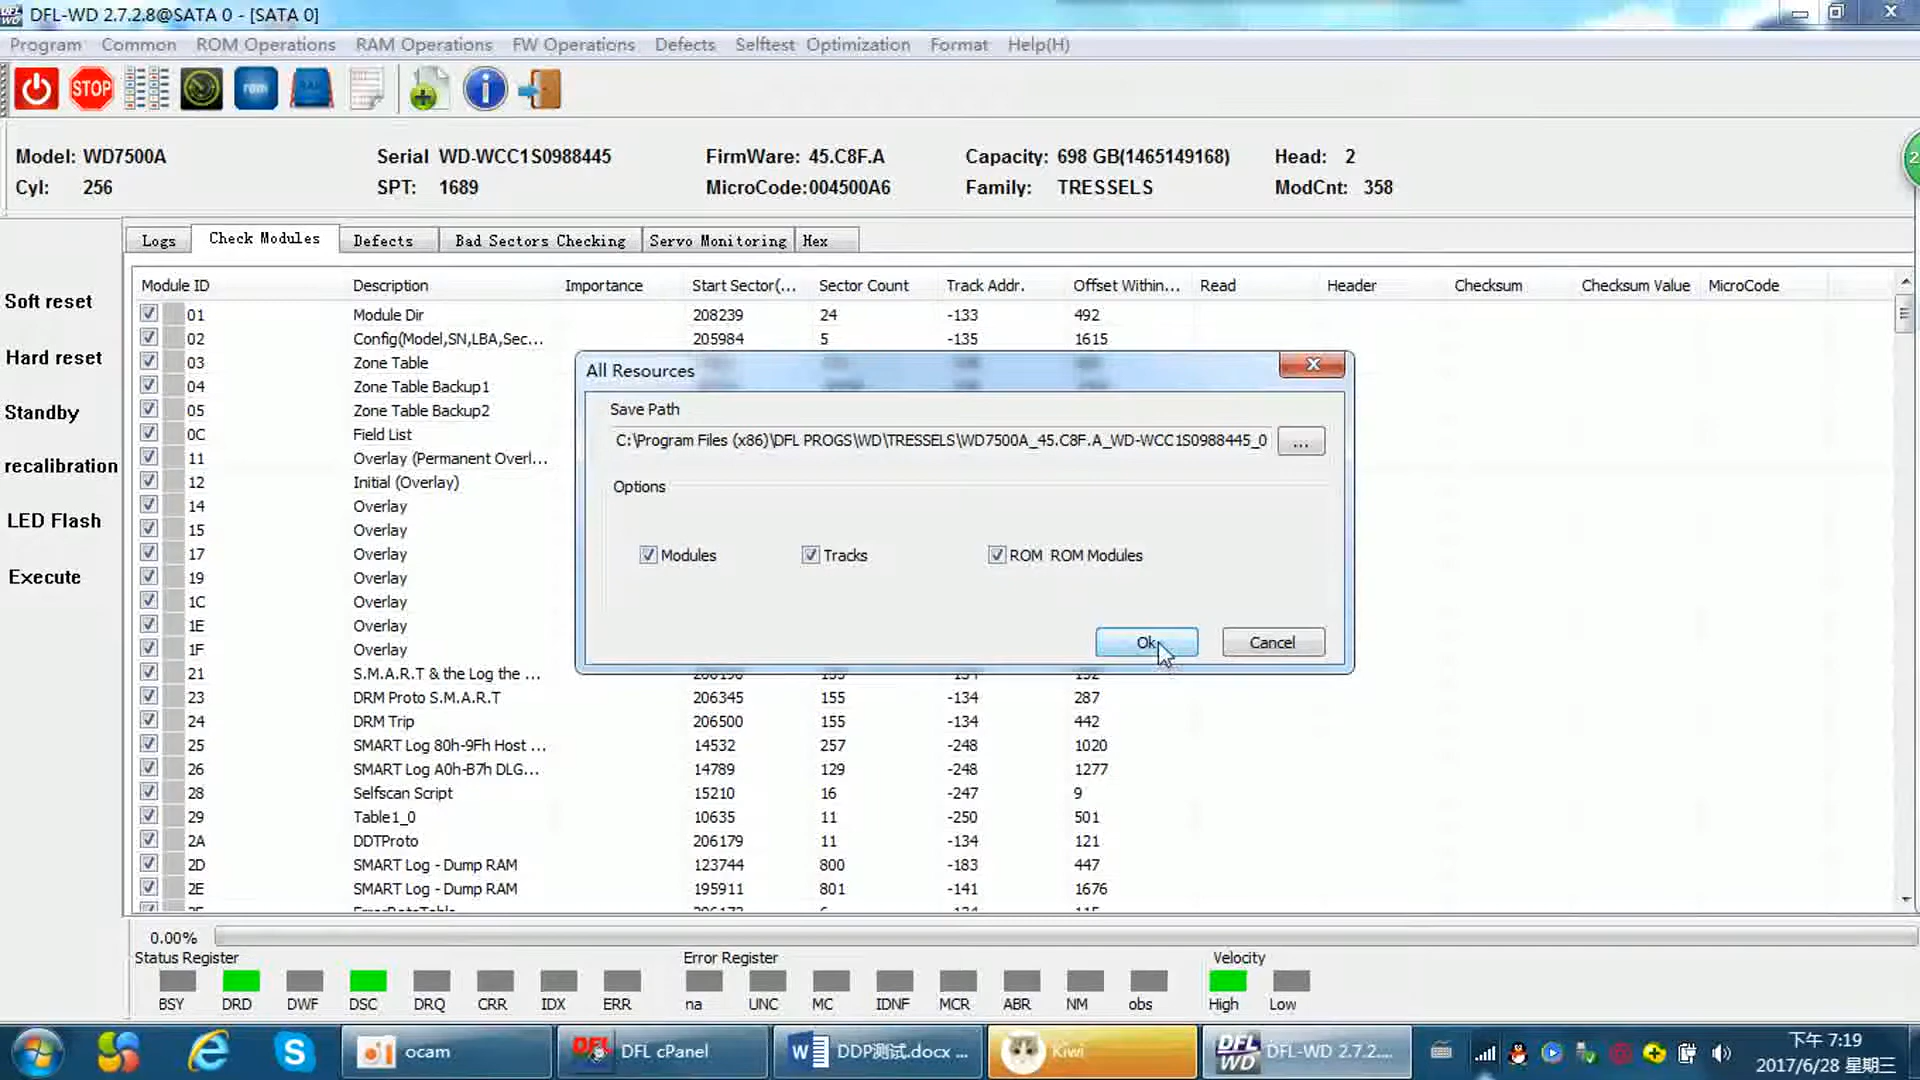 DFL-WD 2.7.2.8@SATA 0 - [SATA 0]
Program Common ROM Operations RAM Operations FW Operations Defects Selftest Optimization Format Help(H)
STOP rom
Model: WD7500A Serial WD-WCC1S0988445 FirmWare: 45.C8F.A Capacity: 698 GB(1465149168) Head: 2
Cyl: 256 SPT: 1689 MicroCode:004500A6 Family: TRESSELS ModCnt: 358
Logs Check Modules Defects Bad Sectors Checking Servo Monitoring Hex
Soft reset
Hard reset
Standby
recalibration
LED Flash
Execute
Module ID Description Importance Start Sector(... Sector Count Track Addr. Offset Within... Read Header Checksum Checksum Value MicroCode
01 Module Dir 208239 24 -133 492
02 Config(Model,SN,LBA,Sec... 205984 5 -135 1615
03 Zone Table
04 Zone Table Backup1
05 Zone Table Backup2
0C Field List
11 Overlay (Permanent Overl...
12 Initial (Overlay)
14 Overlay
15 Overlay
17 Overlay
19 Overlay
1C Overlay
1E Overlay
1F Overlay
21 S.M.A.R.T & the Log the ...
23 DRM Proto S.M.A.R.T 206345 155 -134 287
24 DRM Trip 206500 155 -134 442
25 SMART Log 80h-9Fh Host ... 14532 257 -248 1020
26 SMART Log A0h-B7h DLG... 14789 129 -248 1277
28 Selfscan Script 15210 16 -247 9
29 Table1_0 10635 11 -250 501
2A DDTProto 206179 11 -134 121
2D SMART Log - Dump RAM 123744 800 -183 447
2E SMART Log - Dump RAM 195911 801 -141 1676
All Resources
Save Path
C:\Program Files (x86)\DFL PROGS\WD\TRESSELS\WD7500A_45.C8F.A_WD-WCC1S0988445_0 ...
Options
Modules Tracks ROM ROM Modules
Ok Cancel
0.00%
Status Register Error Register Velocity
BSY DRD DWF DSC DRQ CRR IDX ERR na UNC MC IDNF MCR ABR NM obs High Low
ocam DFL cPanel DDP测试.docx ... Kiwi DFL-WD 2.7.2....
下午 7:19
2017/6/28 星期三